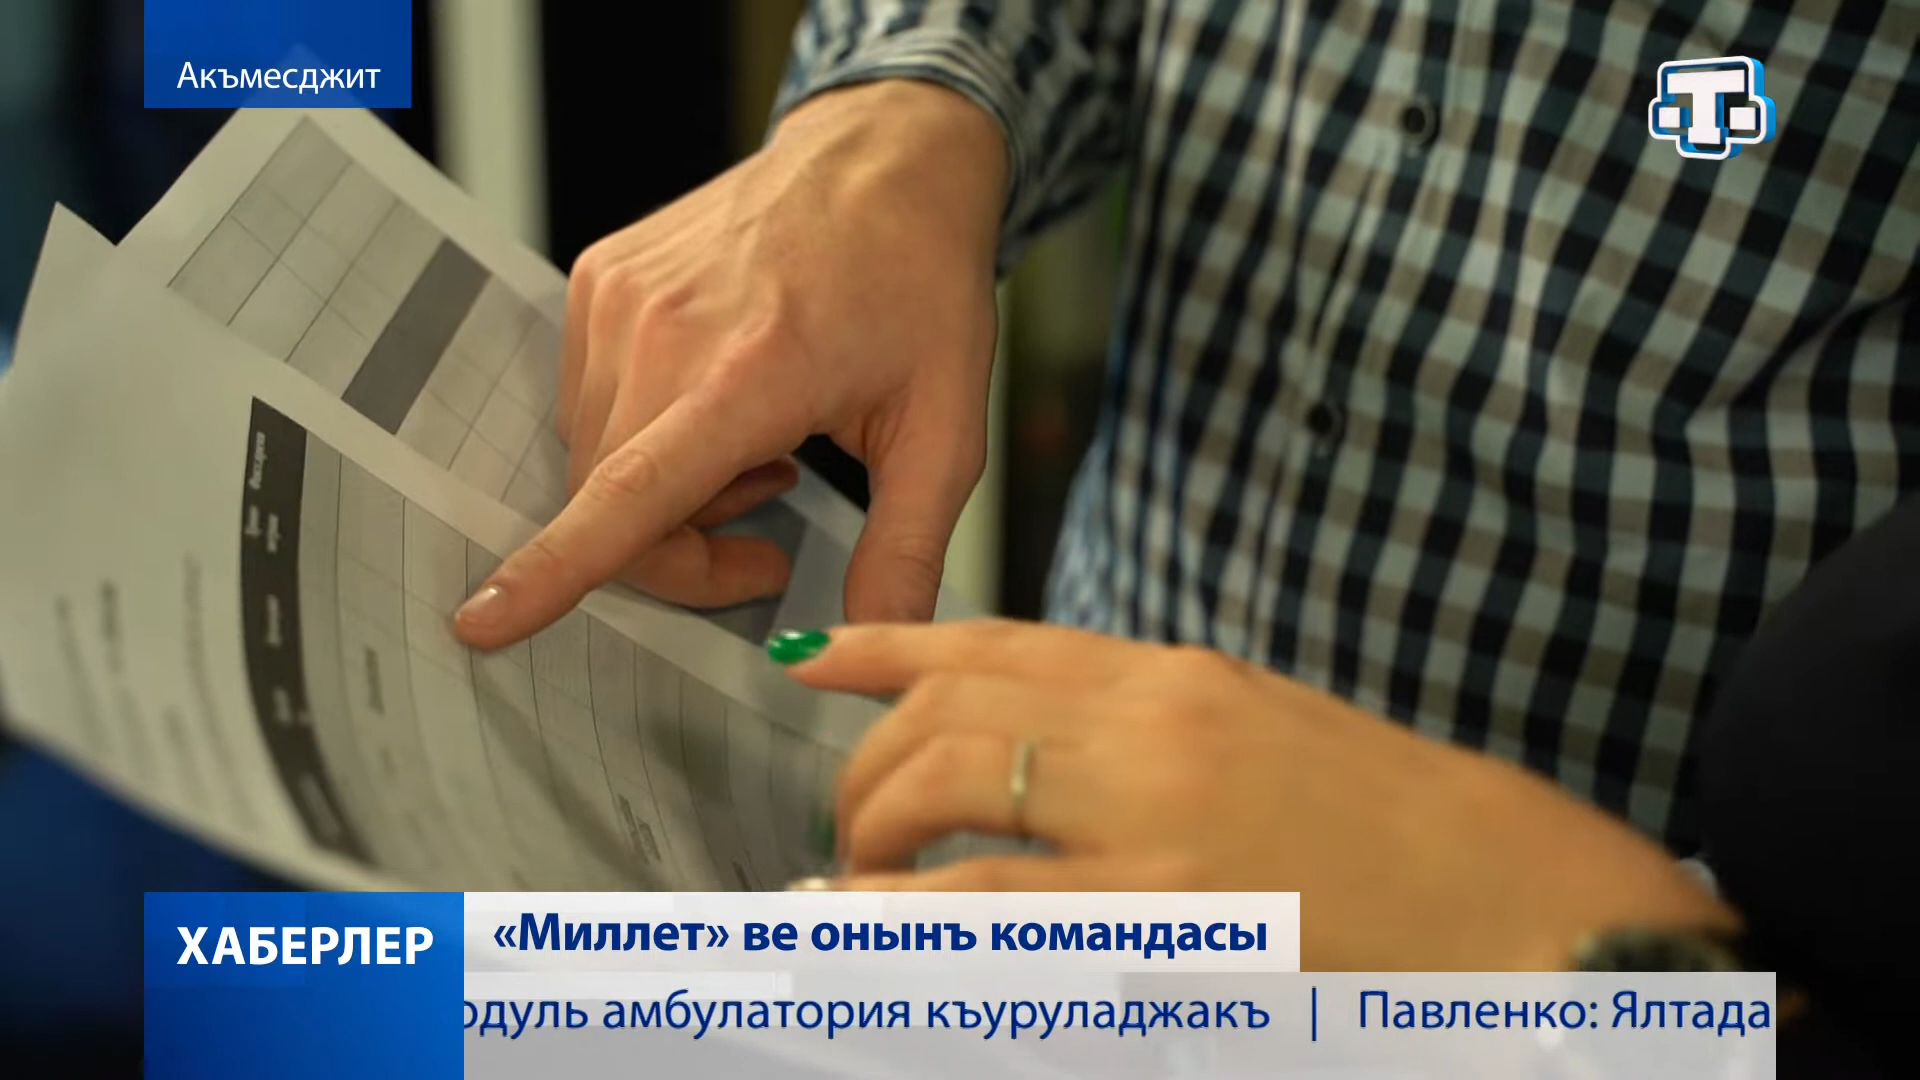 Акъмесджит
Т
ХАБЕРЛЕР
«Миллет» ве онынъ командасы
одуль амбулатория къуруладжакъ | Павленко: Ялтада